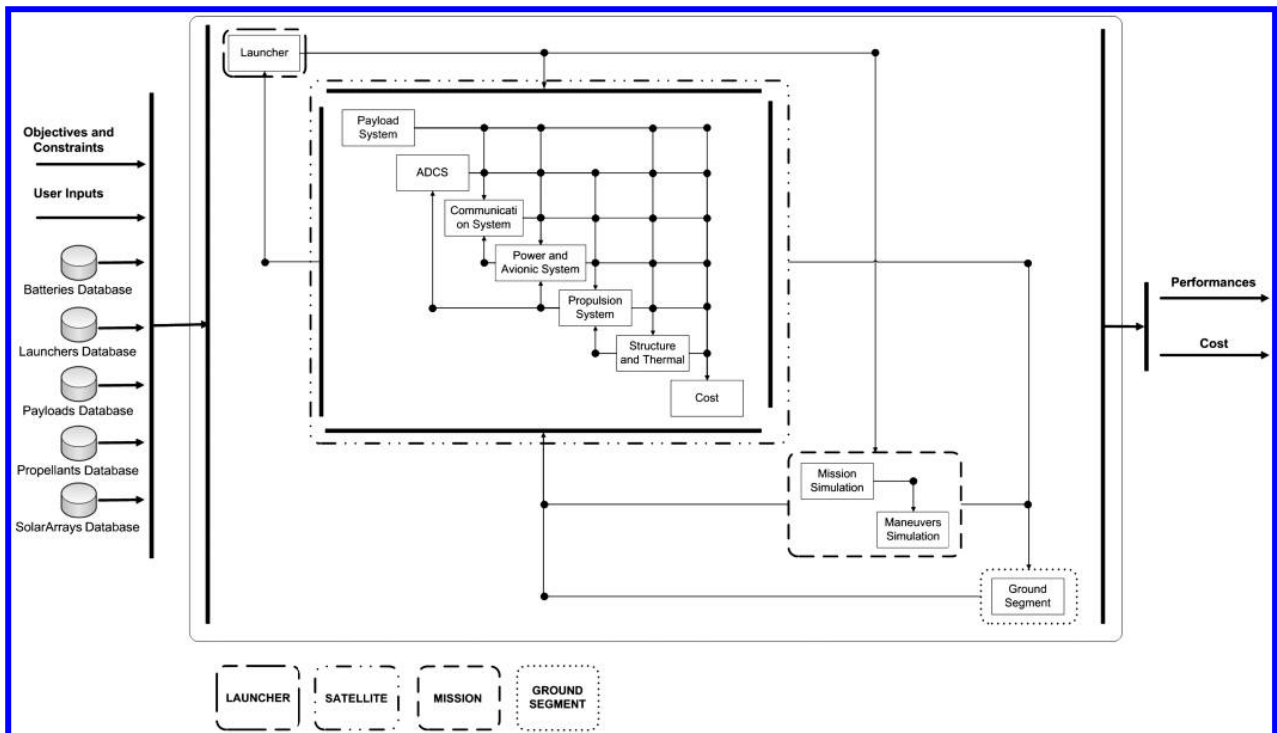 Launcher
Objectives and
Constraints
User Inputs
Batteries Database
Launchers Database
Payloads Database
Propellants Database
SolarArrays Database
Payload
System
ADCS
Communicati
on System
Power and
Avionic System
Propulsion
System
Structure
and Thermal
Cost
Mission
Simulation
Maneuvers
Simulation
Ground
Segment
Performances
Cost
LAUNCHER
SATELLITE
MISSION
GROUND
SEGMENT